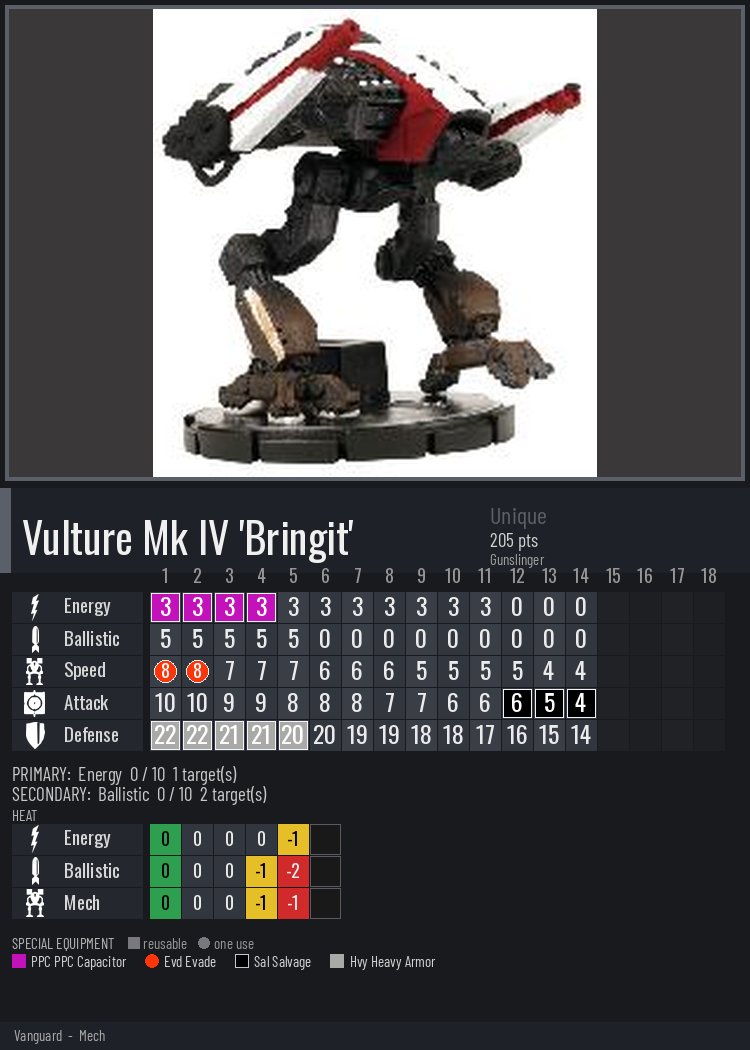 Vulture Mk IV 'Bringit'
Unique
205 pts
Gunslinger
1 2 3 4 5 6 7 8 9 10 11 12 13 14 15 16 17 18
Energy 3 3 3 3 3 3 3 3 3 3 3 0 0 0
Ballistic 5 5 5 5 5 0 0 0 0 0 0 0 0 0
Speed 8 8 7 7 7 6 6 6 5 5 5 5 4 4
Attack 10 10 9 9 8 8 8 7 7 6 6 6 5 4
Defense 22 22 21 21 20 20 19 19 18 18 17 16 15 14
PRIMARY: Energy 0 / 10 1 target(s)
SECONDARY: Ballistic 0 / 10 2 target(s)
HEAT
Energy 0 0 0 0 -1
Ballistic 0 0 0 -1 -2
Mech 0 0 0 -1 -1
SPECIAL EQUIPMENT reusable one use
PPC PPC Capacitor Evd Evade Sal Salvage Hvy Heavy Armor
Vanguard - Mech